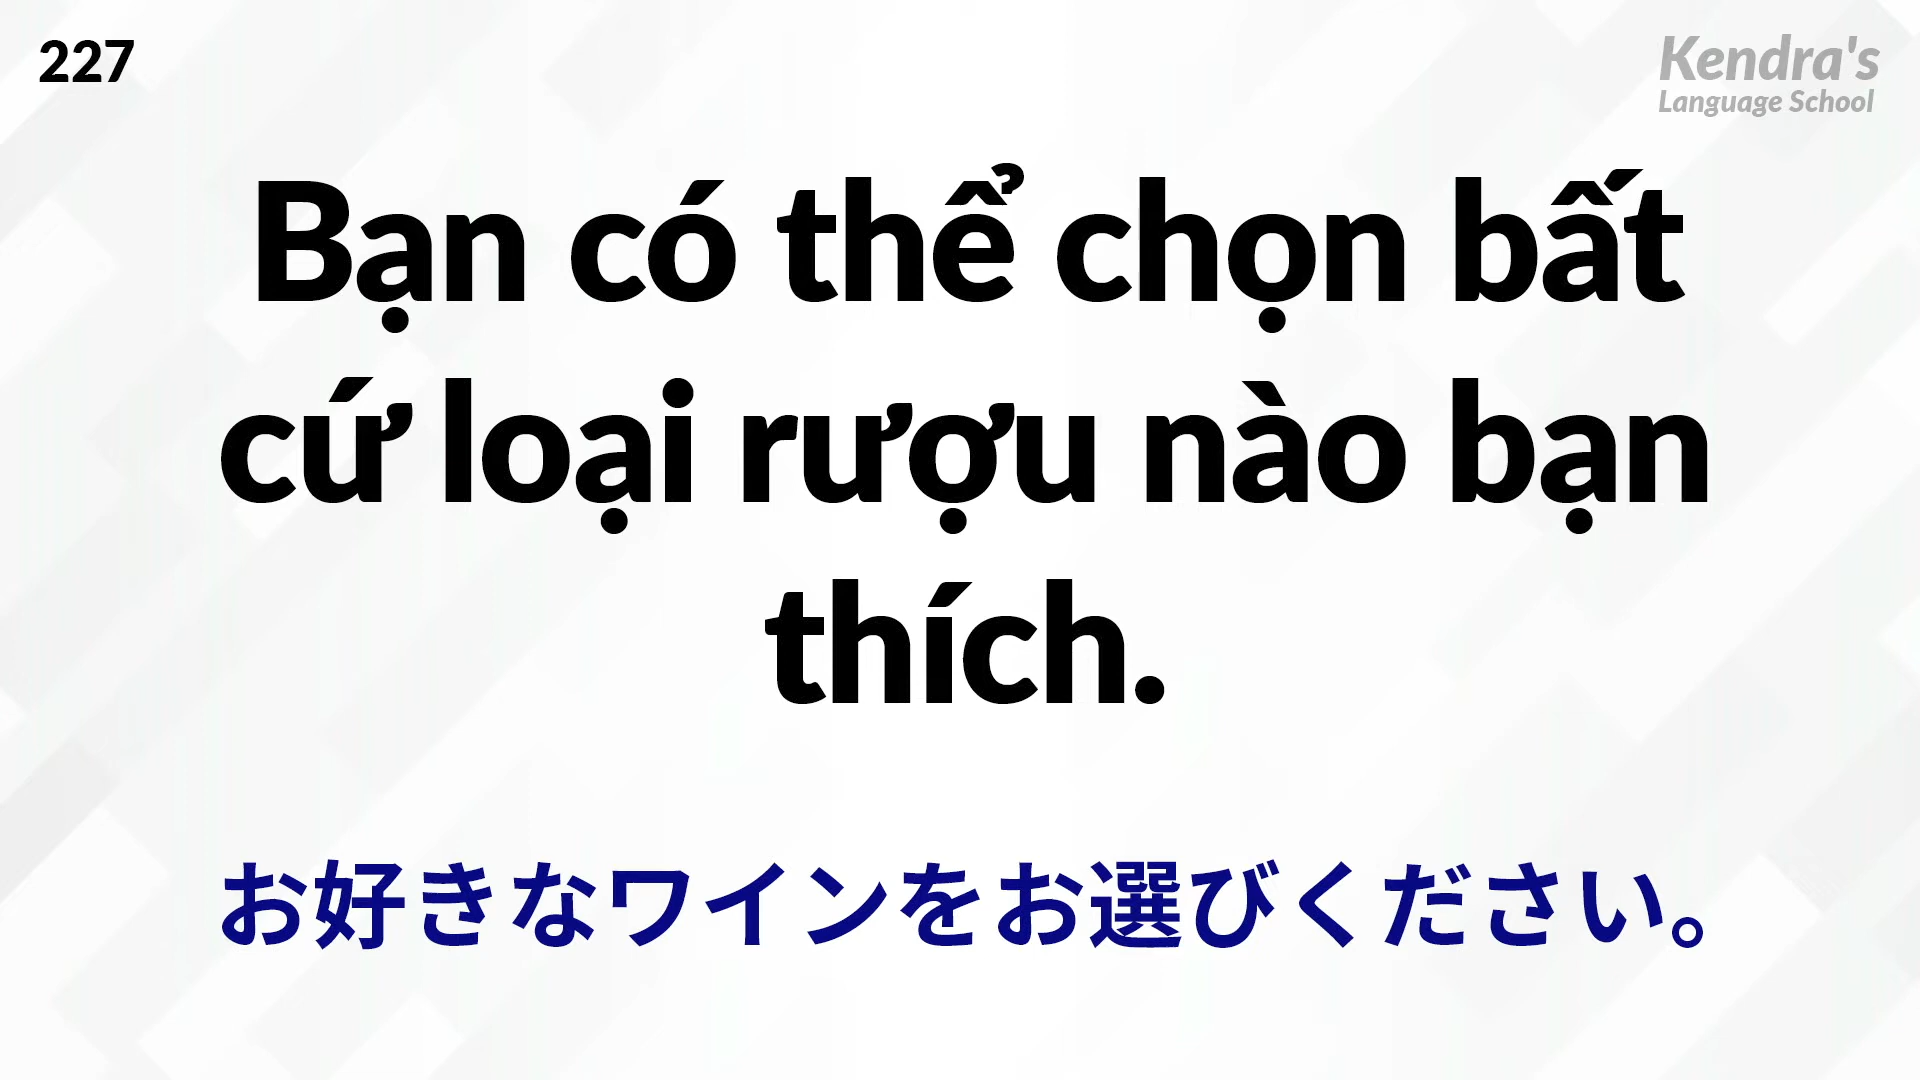 227
Kendra's
Language School
Bạn có thể chọn bất
cứ loại rượu nào bạn
thích.
お好きなワインをお選びください。